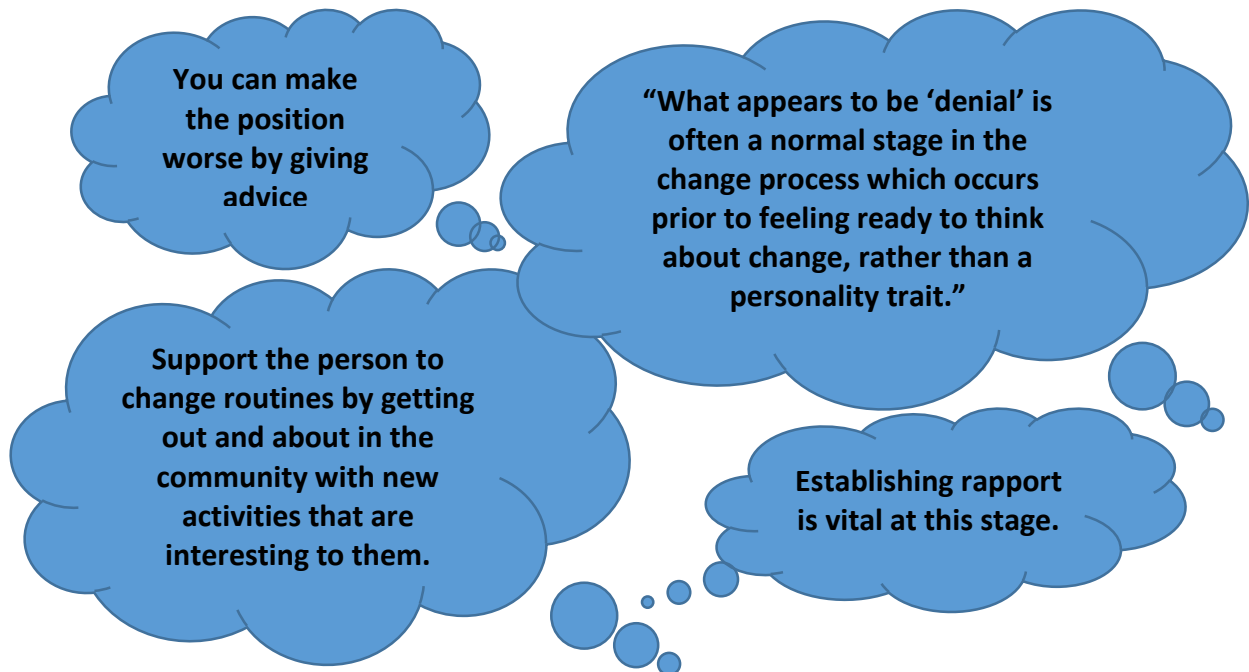 You can make
the position
worse by giving
advice
“What appears to be ‘denial’ is
often a normal stage in the
change process which occurs
prior to feeling ready to think
about change, rather than a
personality trait.”
Support the person to
change routines by getting
out and about in the
community with new
activities that are
interesting to them.
Establishing rapport
is vital at this stage.